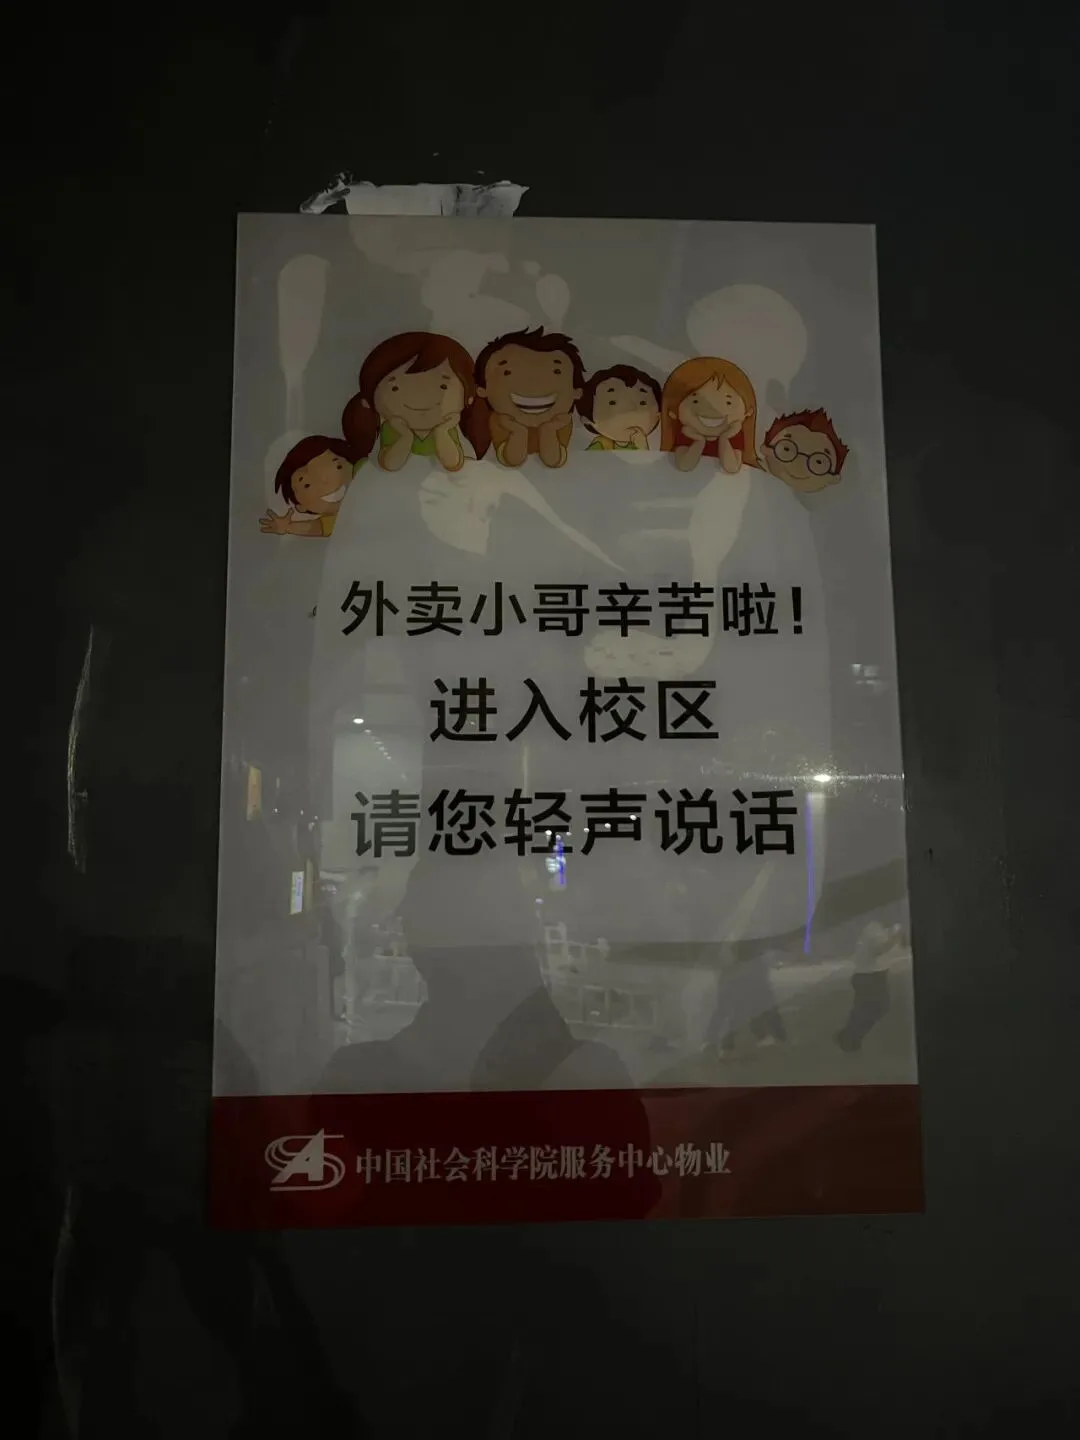 外卖小哥辛苦啦！
进入校区
请您轻声说话
中国社会科学院服务中心物业